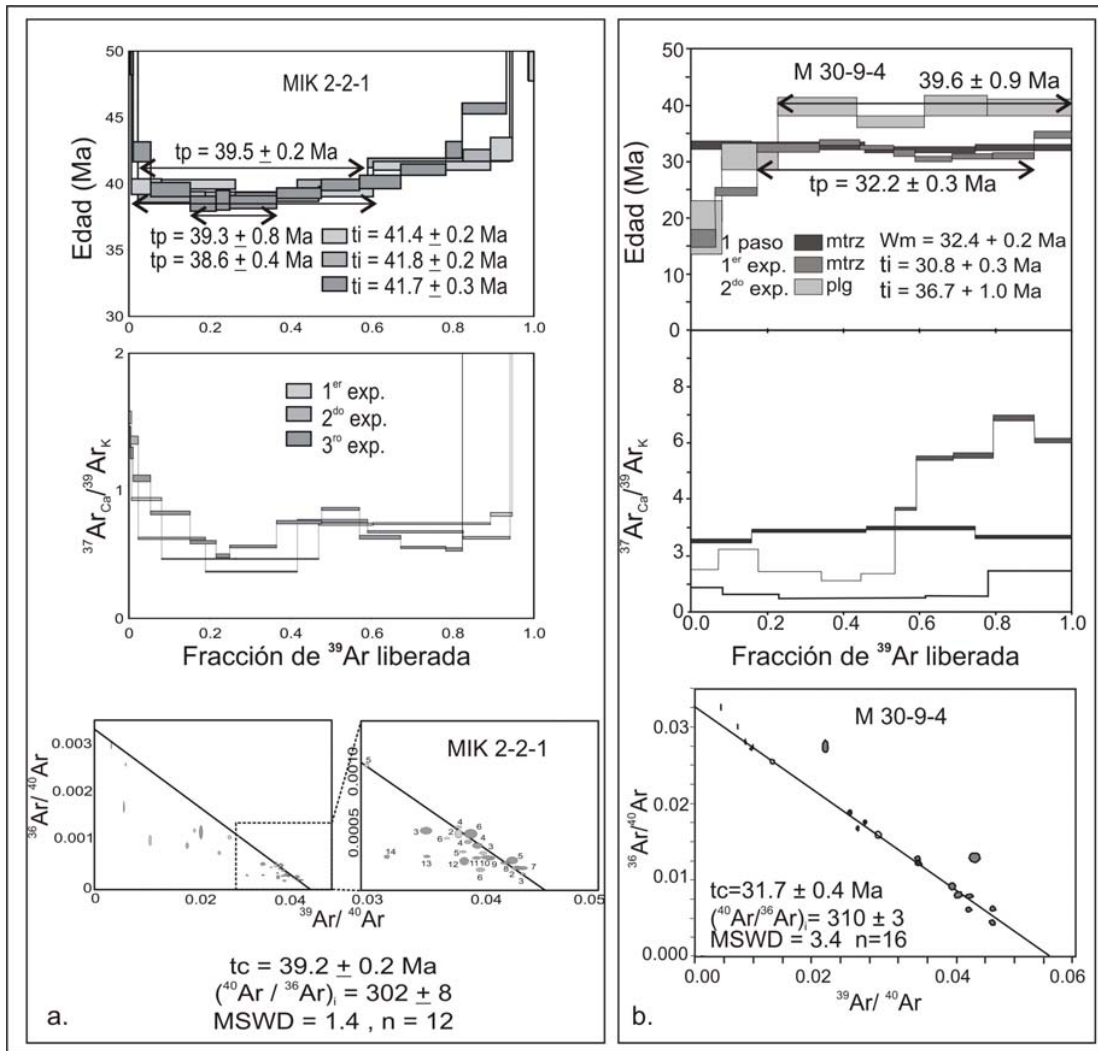 50
MIK 2-2-1
Edad (Ma)
tp = 39.5 ± 0.2 Ma
40
tp = 39.3 ± 0.8 Ma
ti = 41.4 ± 0.2 Ma
tp = 38.6 ± 0.4 Ma
ti = 41.8 ± 0.2 Ma
ti = 41.7 ± 0.3 Ma
30
0 0.2 0.4 0.6 0.8 1.0
2
1er exp.
2do exp.
3ro exp.
37ArCa/39ArK
1
0
0 0.2 0.4 0.6 0.8 1.0
Fracción de 39Ar liberada
36Ar/ 40Ar
0.003
0.002
0.001
0
0 0.02 0.04
39Ar/ 40Ar
MIK 2-2-1
0.0010
0.0005
0.03 0.04 0.05
tc = 39.2 ± 0.2 Ma
(40Ar / 36Ar)i = 302 ± 8
MSWD = 1.4 , n = 12
a.
50
M 30-9-4
39.6 ± 0.9 Ma
40
Edad (Ma)
30
tp = 32.2 ± 0.3 Ma
20
1 paso mtrz Wm = 32.4 + 0.2 Ma
1er exp. mtrz ti = 30.8 + 0.3 Ma
2do exp. plg ti = 36.7 + 1.0 Ma
10
0
8
6
37ArCa/39ArK
3
3
0
0.0 0.2 0.4 0.6 0.8 1.0
Fracción de 39Ar liberada
M 30-9-4
0.03
0.02
36Ar/40Ar
0.01
0.000
tc=31.7 ± 0.4 Ma
(40Ar/36Ar)i= 310 ± 3
MSWD = 3.4 n=16
0.00 0.02 0.04 0.06
39Ar/ 40Ar
b.